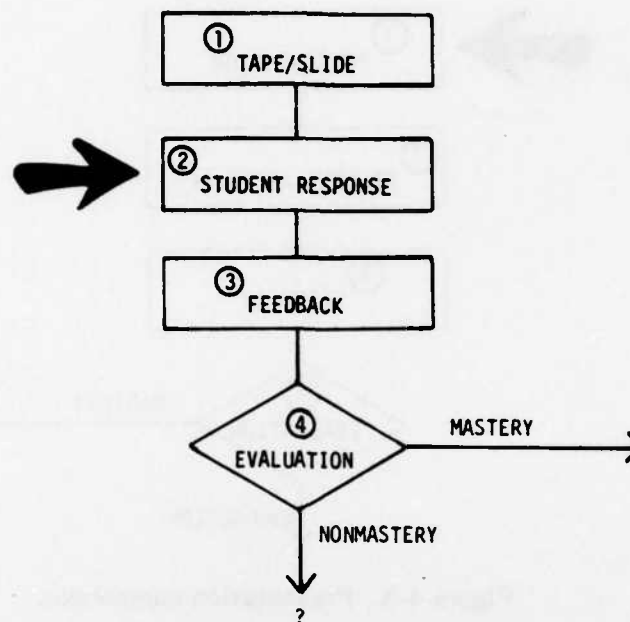 ①
TAPE/SLIDE
②
STUDENT RESPONSE
③
FEEDBACK
④
EVALUATION
MASTERY
NONMASTERY
?